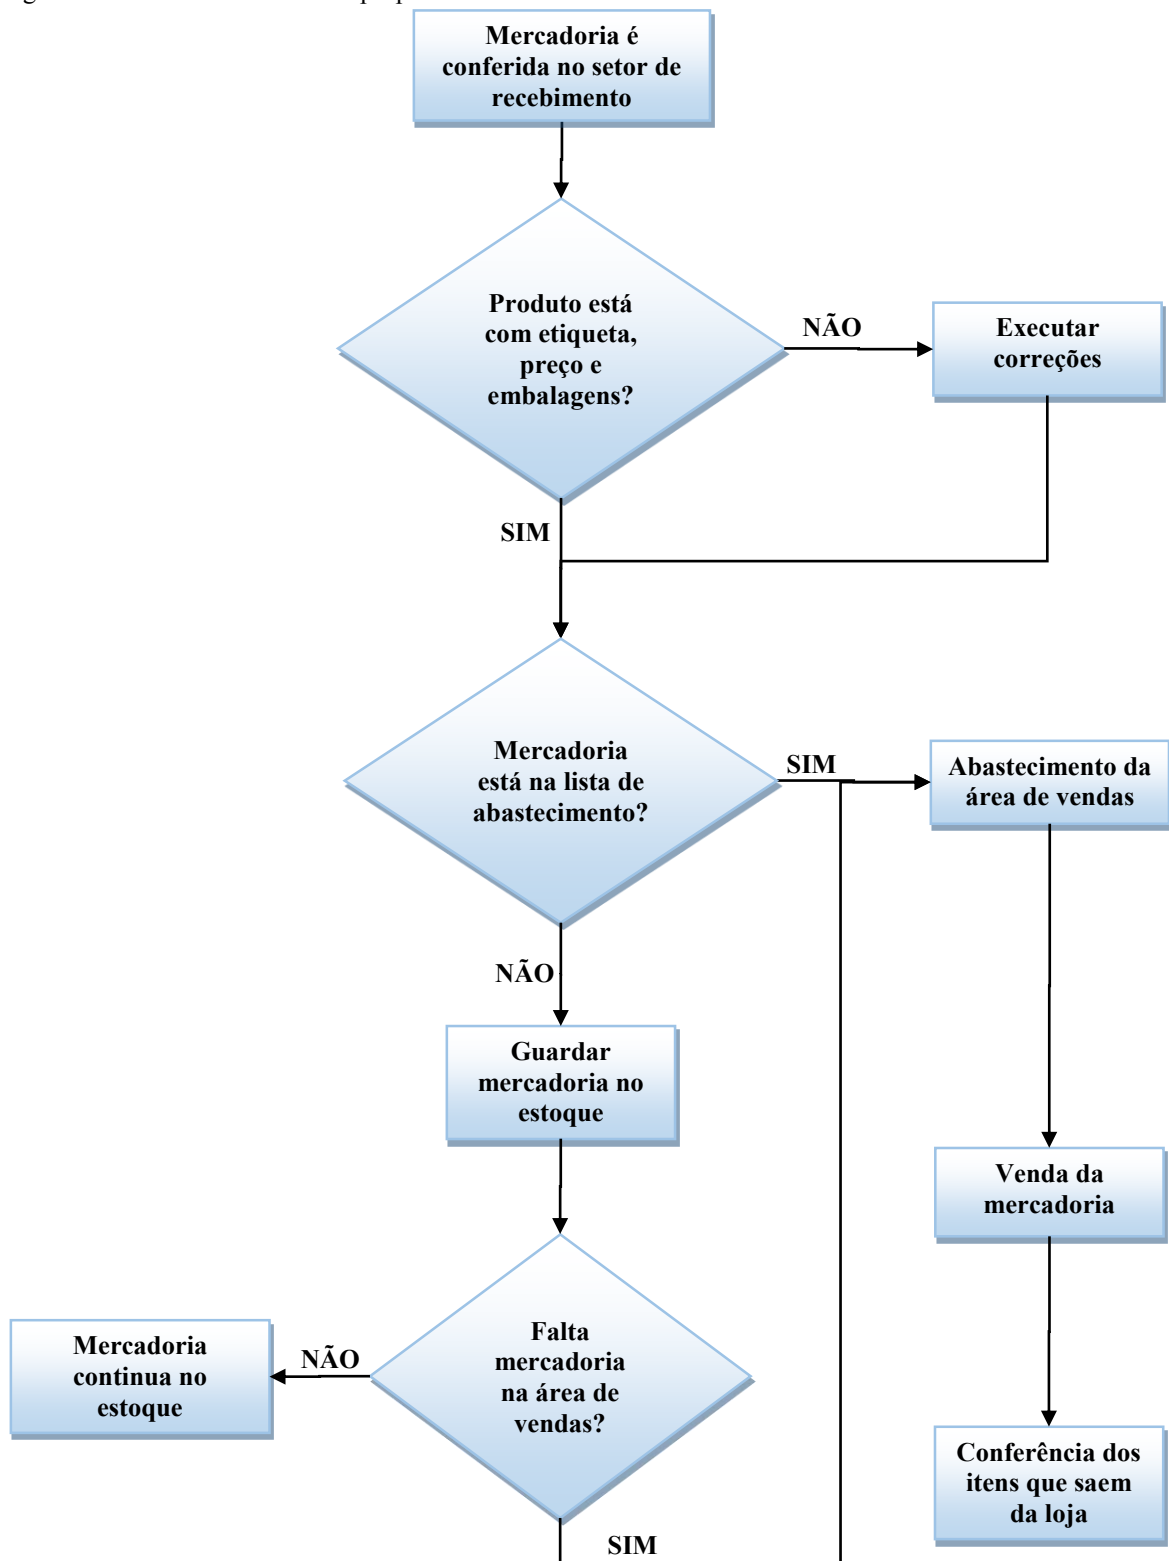 Mercadoria é
conferida no setor de
recebimento
Produto está
com etiqueta,
preço e
embalagens?
NÃO
Executar
correções
SIM
Mercadoria
está na lista de
abastecimento?
SIM
Abastecimento da
área de vendas
NÃO
Guardar
mercadoria no
estoque
Venda da
mercadoria
Falta
mercadoria
na área de
vendas?
NÃO
Mercadoria
continua no
estoque
Conferência dos
itens que saem
da loja
SIM